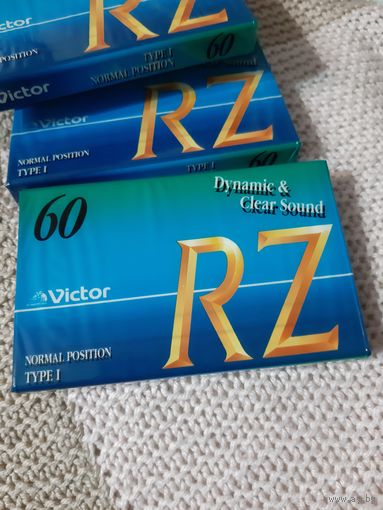 RZ
TYPE I
NORMAL POSITION
60
Victor
RZ
Victor
NORMAL POSITION
TYPE I
60
60
Dynamic &
Clear Sound
Victor
RZ
NORMAL POSITION
TYPE I